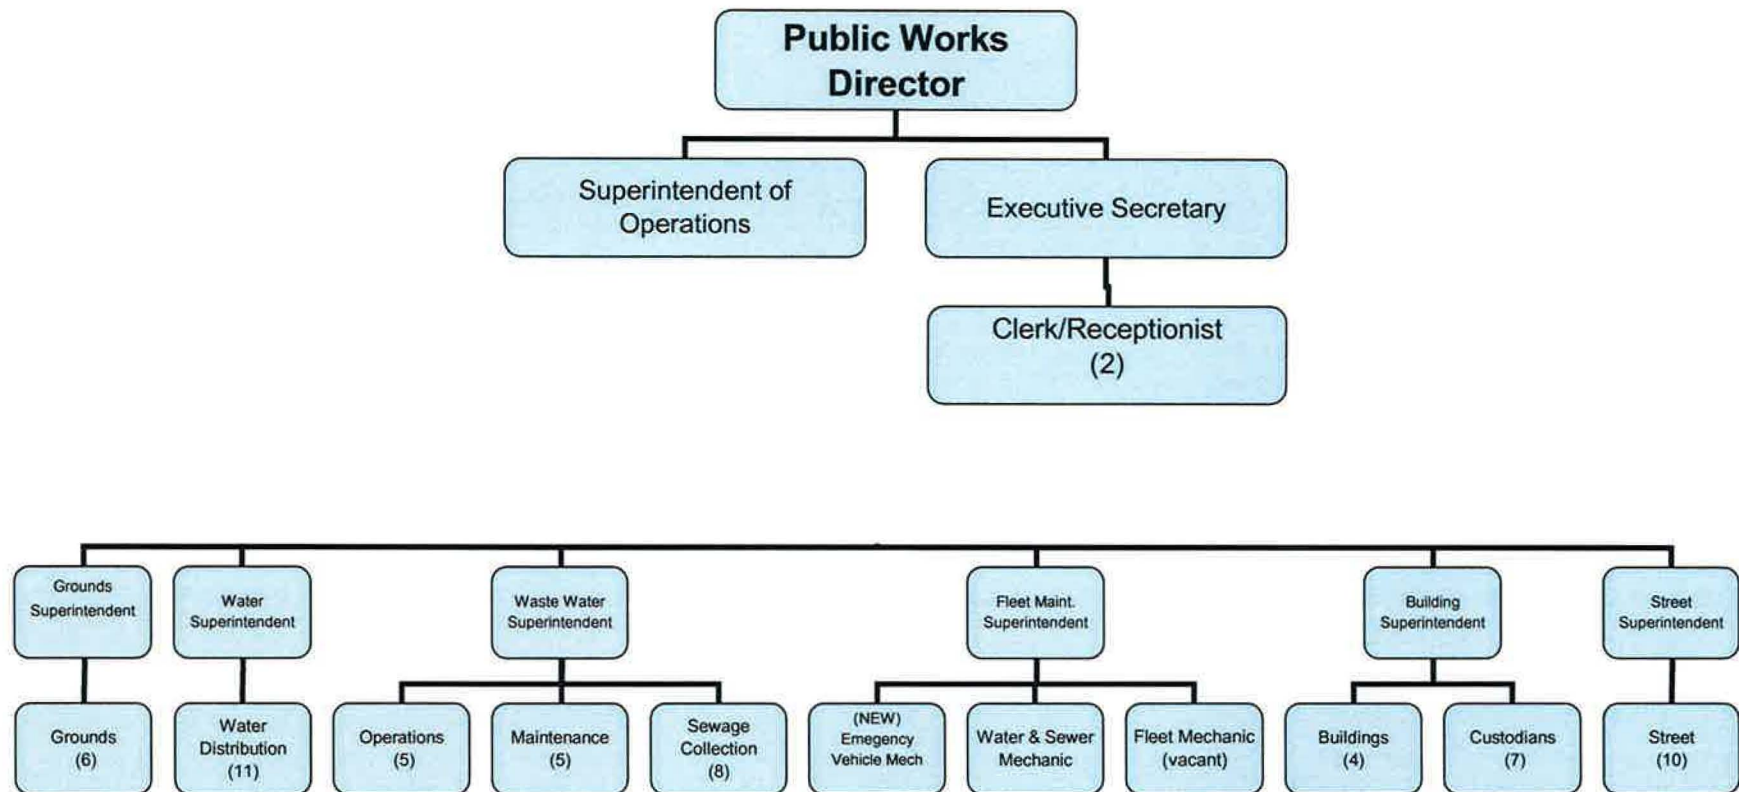 Public Works
Director
Superintendent of
Operations
Executive Secretary
Clerk/Receptionist
(2)
Grounds
Superintendent
Water
Superintendent
Waste Water
Superintendent
Fleet Maint.
Superintendent
Building
Superintendent
Street
Superintendent
Grounds
(6)
Water
Distribution
(11)
Operations
(5)
Maintenance
(5)
Sewage
Collection
(8)
(NEW)
Emegency
Vehicle Mech
Water & Sewer
Mechanic
Fleet Mechanic
(vacant)
Buildings
(4)
Custodians
(7)
Street
(10)